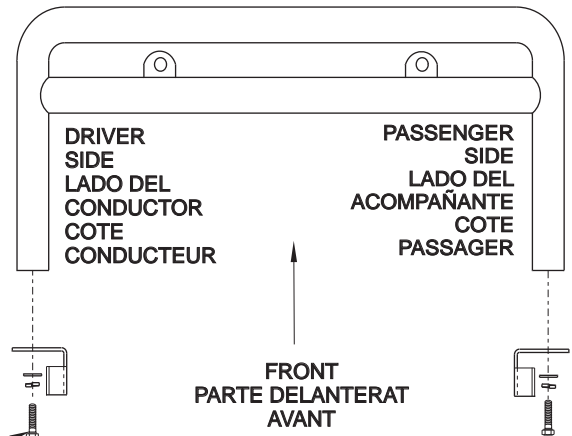 DRIVER
SIDE
LADO DEL
CONDUCTOR
COTE
CONDUCTEUR
PASSENGER
SIDE
LADO DEL
ACOMPAÑANTE
COTE
PASSAGER
FRONT
PARTE DELANTERAT
AVANT